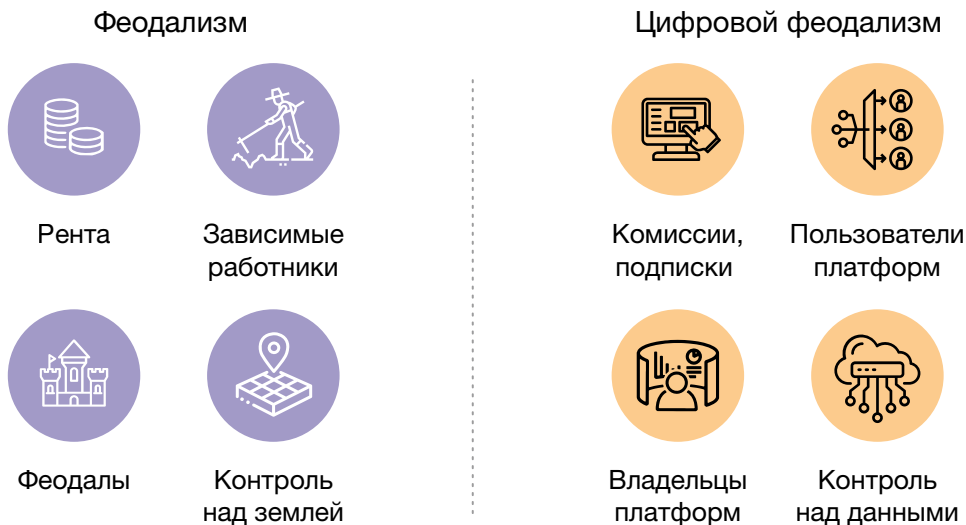 Феодализм
Рента
Зависимые
работники
Феодалы
Контроль
над землей
Цифровой феодализм
Комиссии,
подписки
Пользователи
платформ
Владельцы
платформ
Контроль
над данными